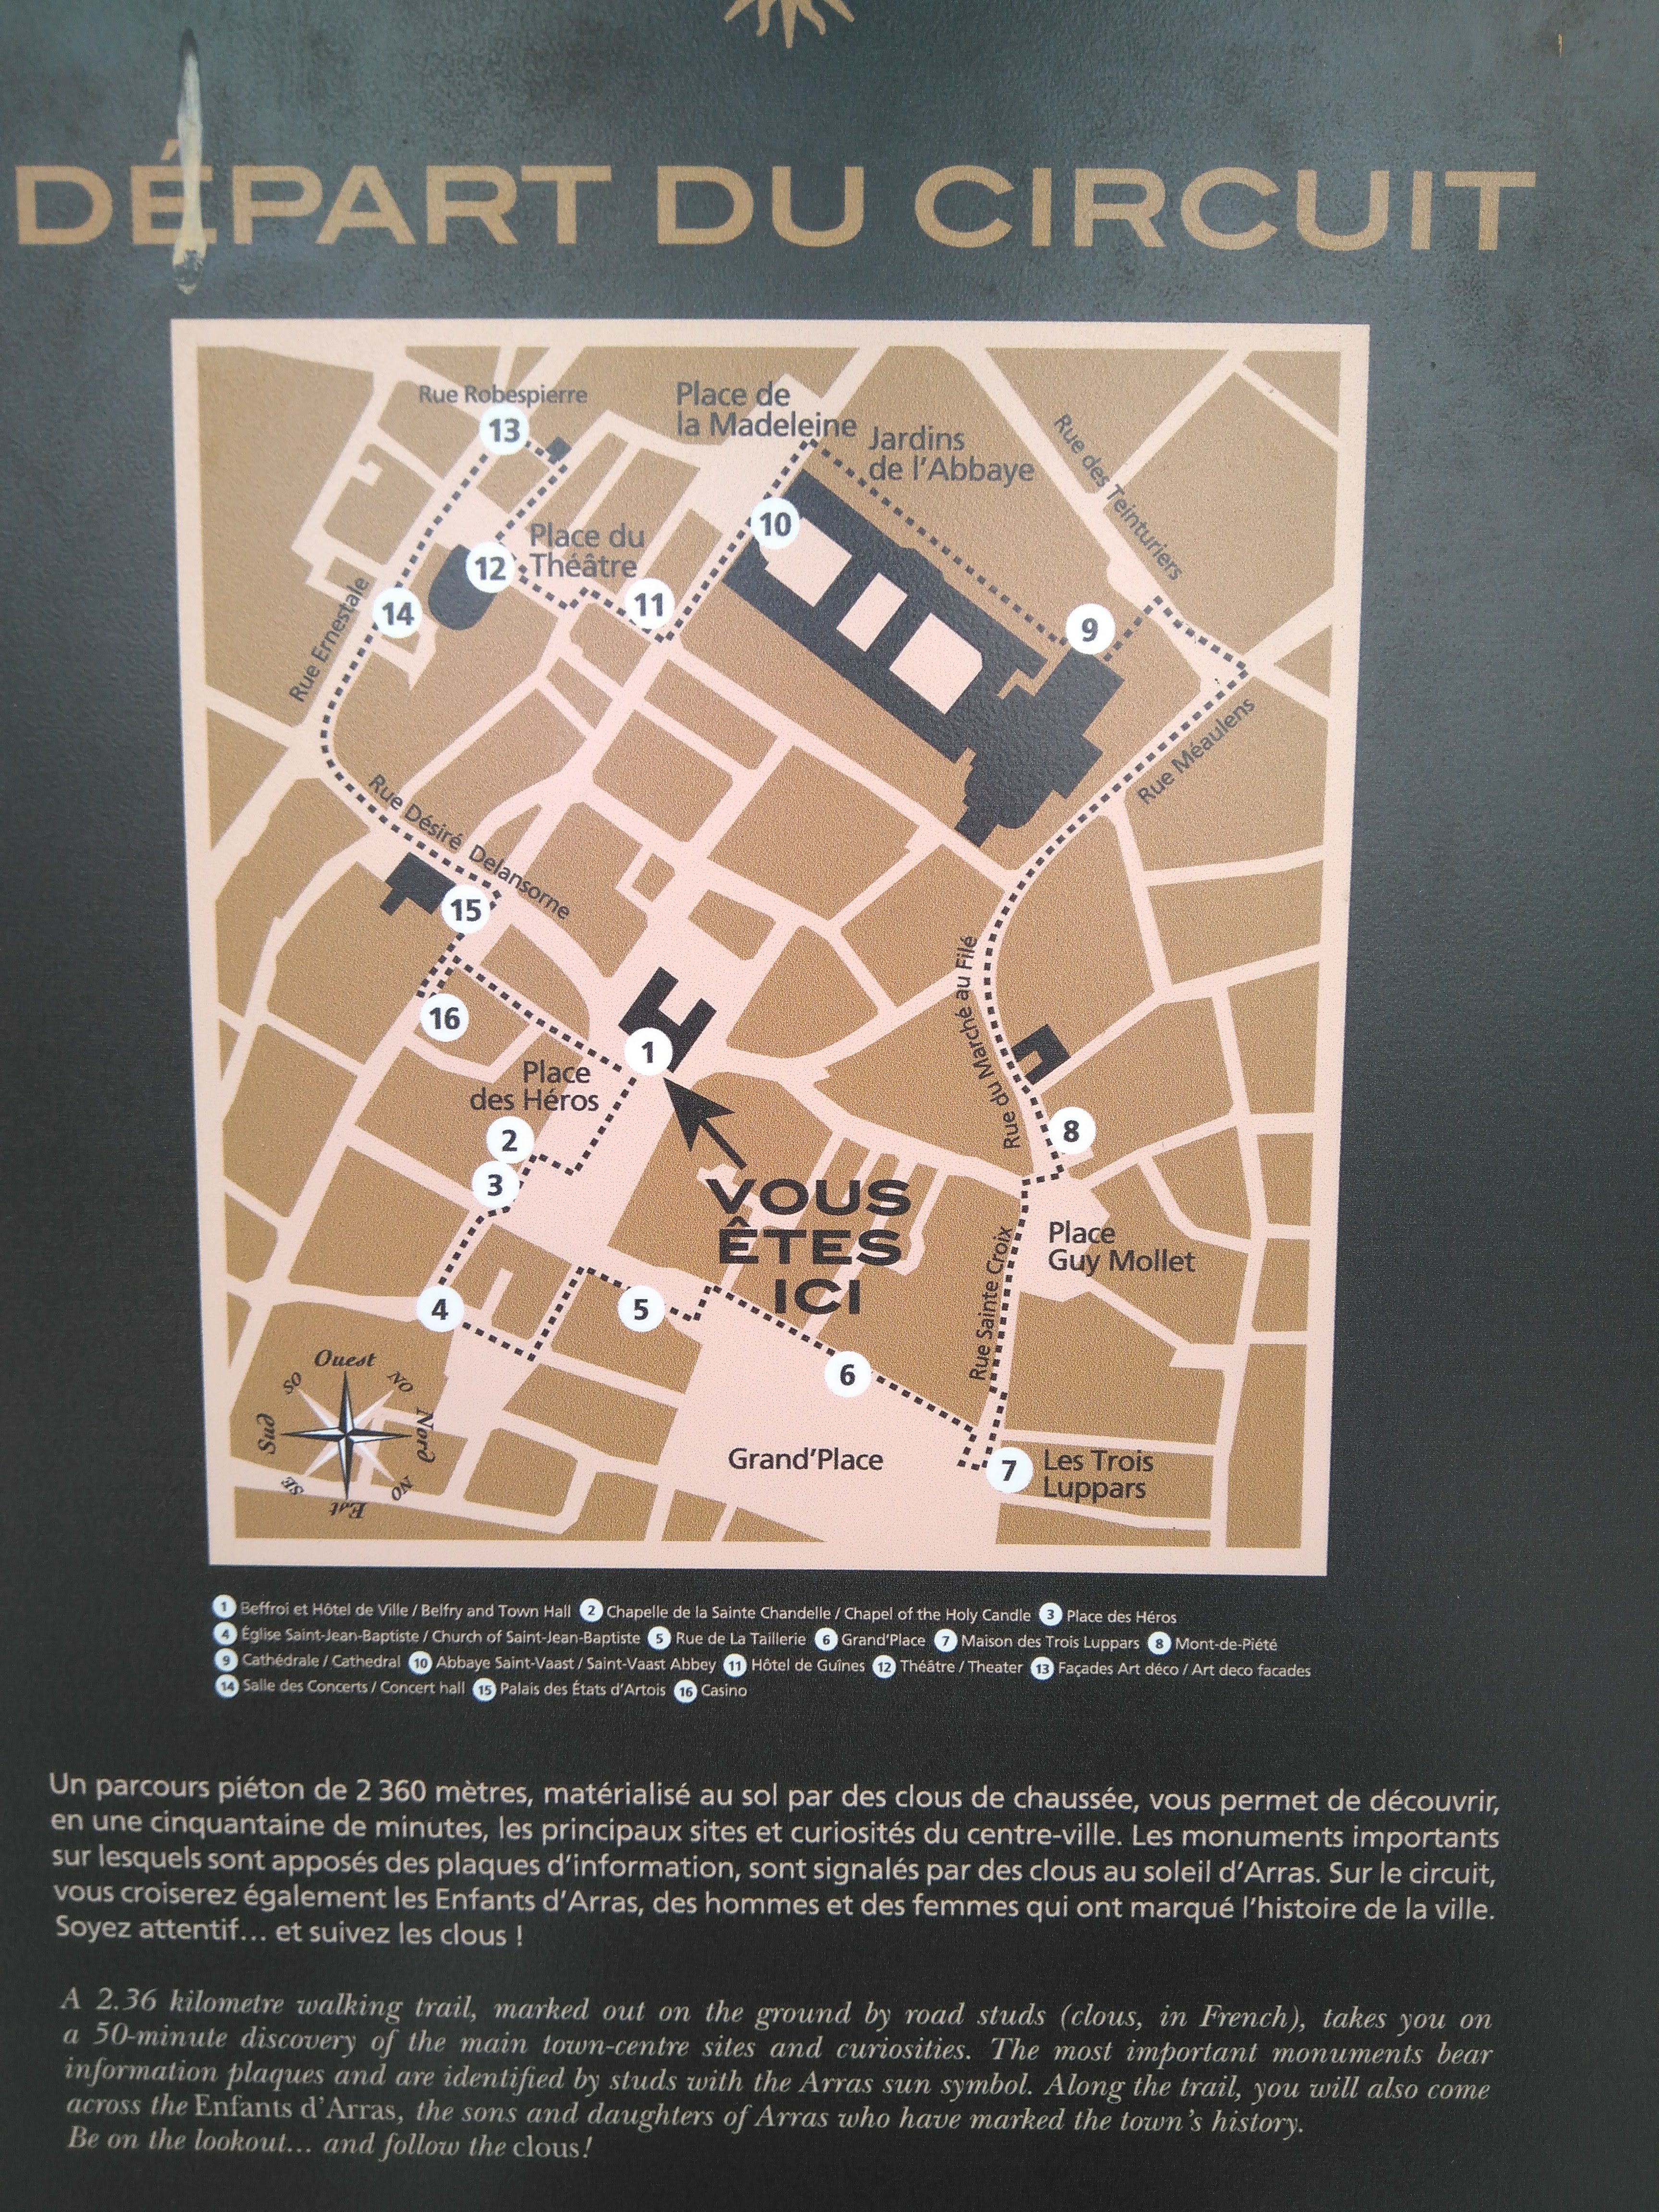 DÉPART DU CIRCUIT
Rue Robespierre
13
Place de
la Madeleine
Jardins
de l'Abbaye
Rue des Teinturiers
10
Place du
Théâtre
12
11
14
9
Rue Ernestale
Rue Méaulens
Rue Désiré Delansorne
15
Rue du Marché au Filé
16
1
Place
des Héros
2
8
3
VOUS
ÊTES
ICI
Place
Guy Mollet
Rue Sainte Croix
4
5
6
Ouest
SO
NO
Sud
Nord
SE
NO
Est
Grand'Place
7
Les Trois
Luppars
1 Beffroi et Hôtel de Ville / Belfry and Town Hall 2 Chapelle de la Sainte Chandelle / Chapel of the Holy Candle 3 Place des Héros
4 Église Saint-Jean-Baptiste / Church of Saint-Jean-Baptiste 5 Rue de La Taillerie 6 Grand'Place 7 Maison des Trois Luppars 8 Mont-de-Piété
9 Cathédrale / Cathedral 10 Abbaye Saint-Vaast / Saint-Vaast Abbey 11 Hôtel de Guînes 12 Théâtre / Theater 13 Façades Art déco / Art deco facades
14 Salle des Concerts / Concert hall 15 Palais des États d'Artois 16 Casino
Un parcours piéton de 2 360 mètres, matérialisé au sol par des clous de chaussée, vous permet de découvrir,
en une cinquantaine de minutes, les principaux sites et curiosités du centre-ville. Les monuments importants
sur lesquels sont apposés des plaques d'information, sont signalés par des clous au soleil d'Arras. Sur le circuit,
vous croiserez également les Enfants d'Arras, des hommes et des femmes qui ont marqué l'histoire de la ville.
Soyez attentif... et suivez les clous !
A 2.36 kilometre walking trail, marked out on the ground by road studs (clous, in French), takes you on
a 50-minute discovery of the main town-centre sites and curiosities. The most important monuments bear
information plaques and are identified by studs with the Arras sun symbol. Along the trail, you will also come
across the Enfants d'Arras, the sons and daughters of Arras who have marked the town's history.
Be on the lookout... and follow the clous!